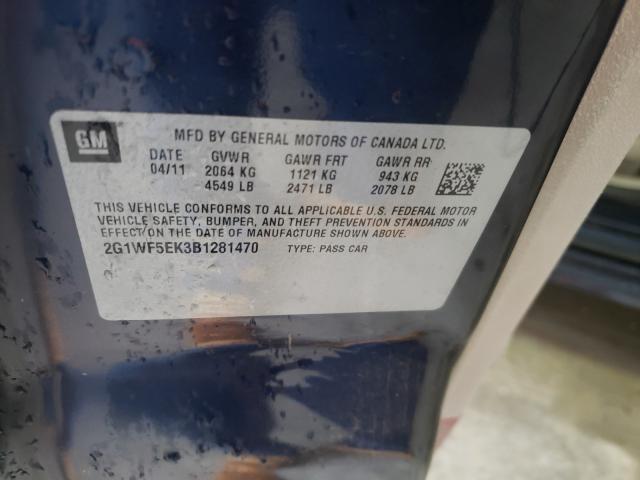 GM
MFD BY GENERAL MOTORS OF CANADA LTD.
DATE GVWR GAWR FRT GAWR RR
04/11 2064 KG 1121 KG 943 KG
4549 LB 2471 LB 2078 LB
THIS VEHICLE CONFORMS TO ALL APPLICABLE U.S. FEDERAL MOTOR
VEHICLE SAFETY, BUMPER, AND THEFT PREVENTION STANDARDS IN
EFFECT ON THE DATE OF MANUFACTURE SHOWN ABOVE.
2G1WF5EK3B1281470 TYPE: PASS CAR